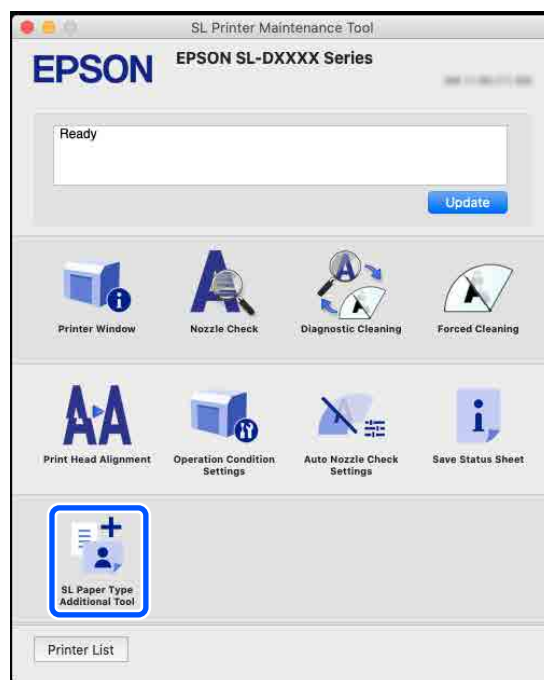 SL Printer Maintenance Tool
EPSON
EPSON SL-DXXXX Series
Ready
Update
Printer Window
Nozzle Check
Diagnostic Cleaning
Forced Cleaning
Print Head Alignment
Operation Condition
Settings
Auto Nozzle Check
Settings
Save Status Sheet
SL Paper Type
Additional Tool
Printer List